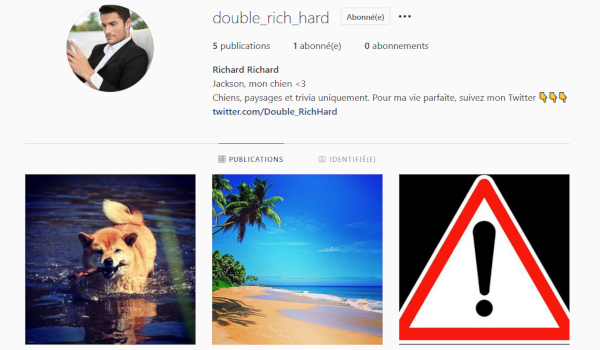 double_rich_hard Abonné(e) •••
5 publications 1 abonné(e) 0 abonnements
Richard Richard
Jackson, mon chien <3
Chiens, paysages et trivia uniquement. Pour ma vie parfaite, suivez mon Twitter 👇👇👇
twitter.com/Double_RichHard
PUBLICATIONS IDENTIFIÉ(E)
!